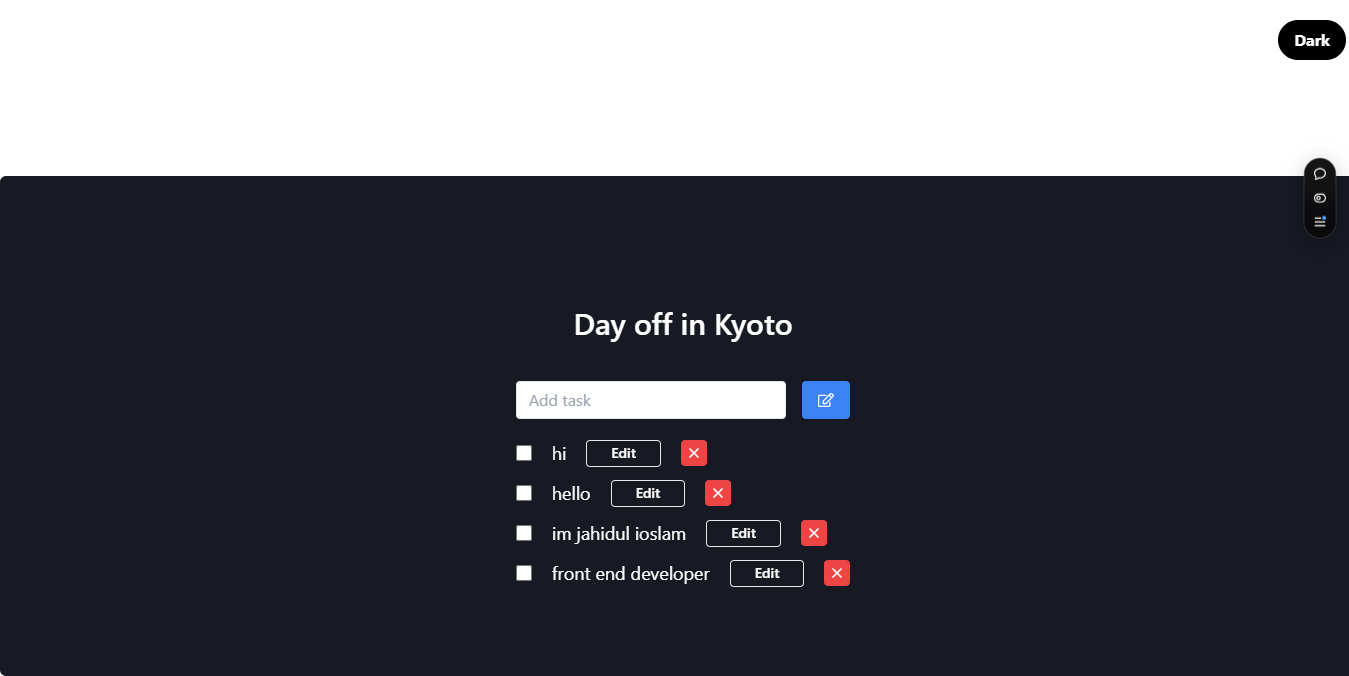 Dark
Day off in Kyoto
Add task
hi Edit
hello Edit
im jahidul ioslam Edit
front end developer Edit